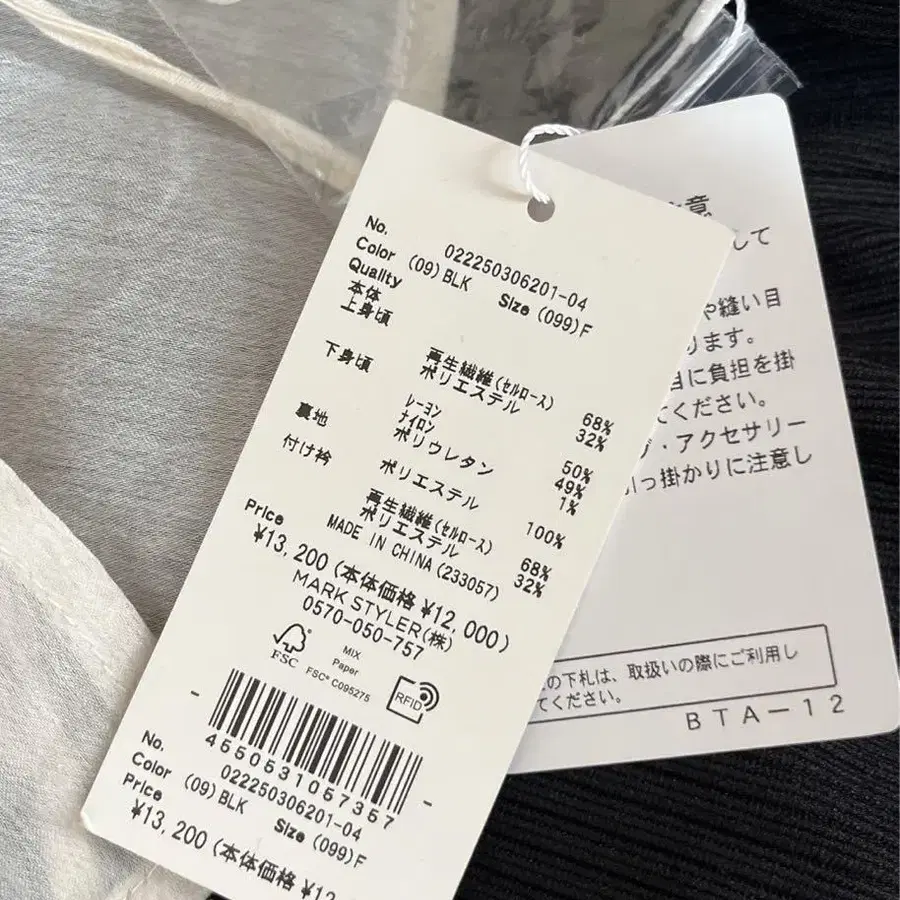 No. 022250306201-04
Color (09)BLK Size (099)F
Quality
本体
上身頃
再生繊維(セルロース) 68%
ポリエステル 32%
下身頃
レーヨン 50%
ナイロン 49%
ポリウレタン 1%
裏地
ポリエステル 100%
付け衿
再生繊維(セルロース) 68%
ポリエステル 32%
MADE IN CHINA(233057)
Price
¥13,200(本体価格 ¥12,000)
MARK STYLER(株)
0570-050-757
FSC
MIX
Paper
FSC® C095275
RFID
4550531057357
No. 022250306201-04
Color (09)BLK Size (099)F
Price
¥13,200(本体価格 ¥12
意
して
や縫い目
ります。
目に負担を掛
てください。
グ・アクセサリー
引っ掛かりに注意し
の下札は、取扱いの際にご利用し
てください。
BTA-12